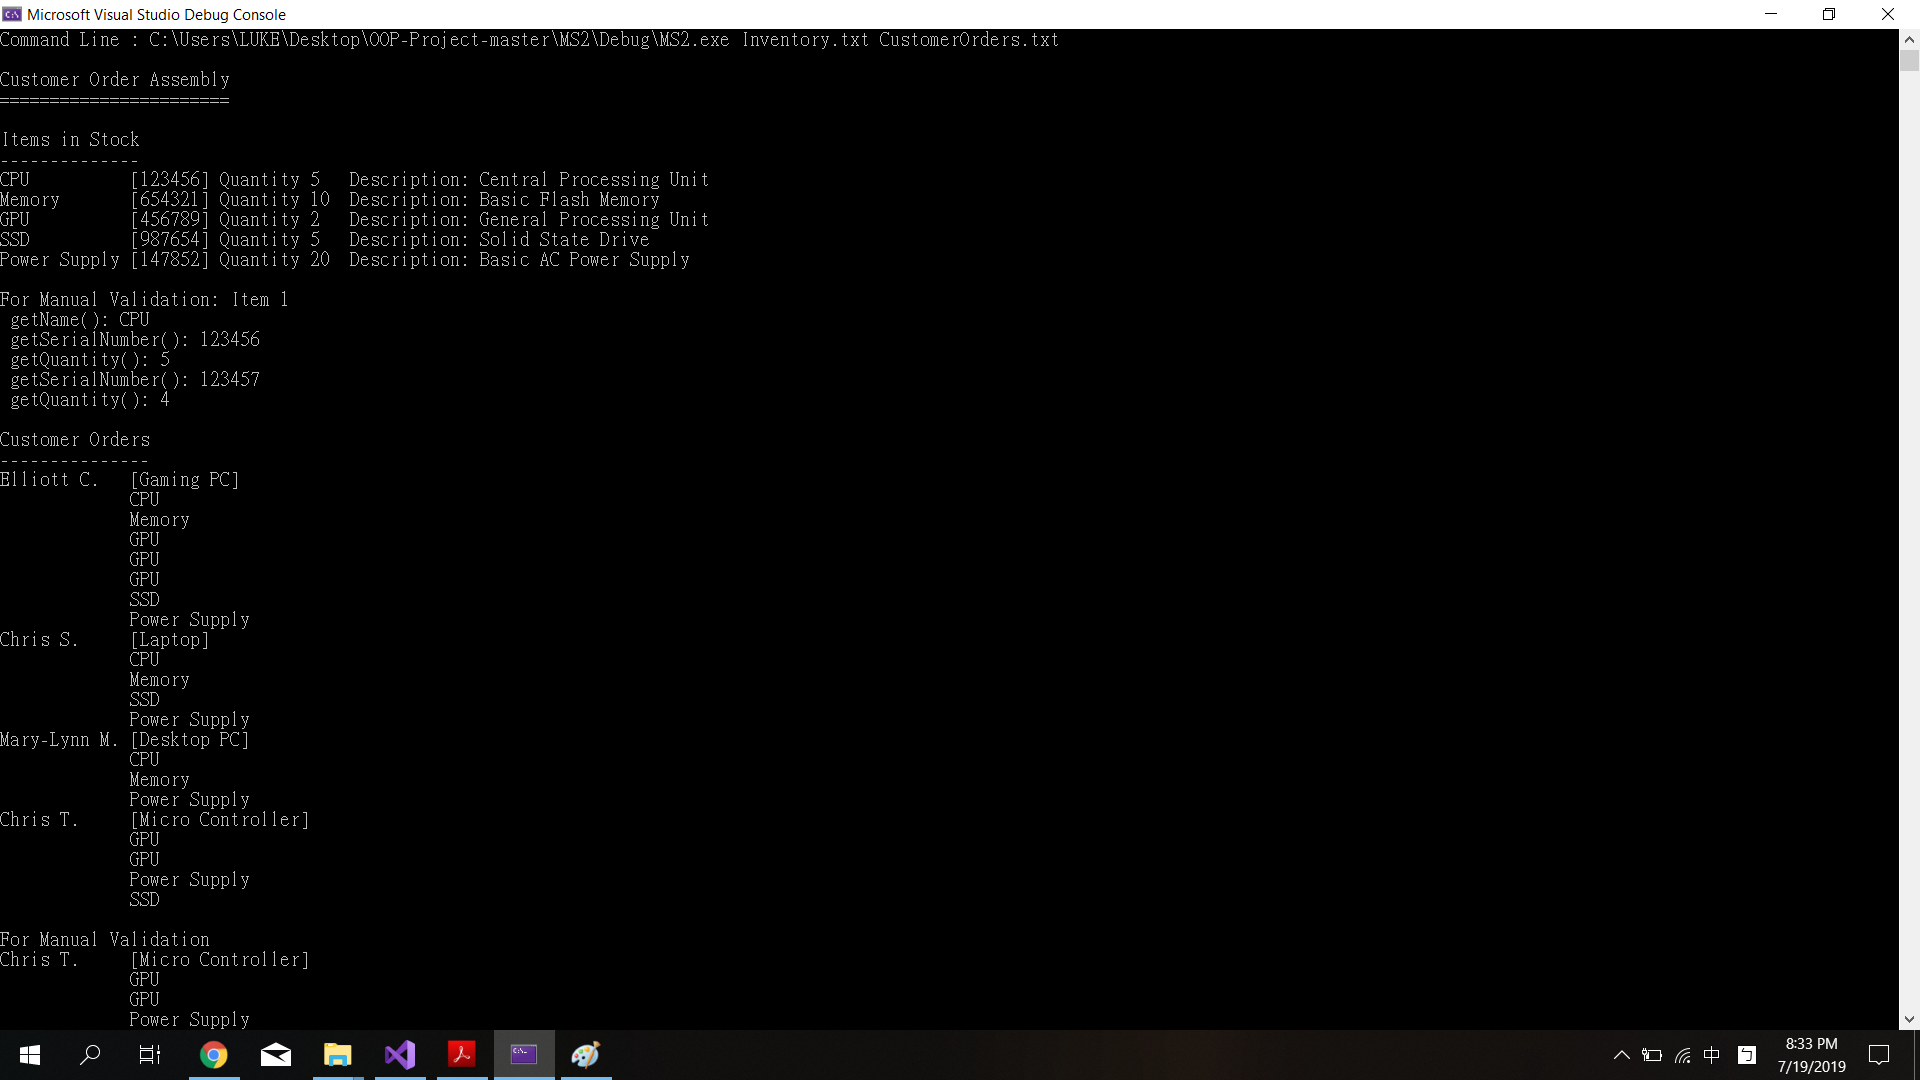 Microsoft Visual Studio Debug Console
Command Line : C:\Users\LUKE\Desktop\OOP-Project-master\MS2\Debug\MS2.exe Inventory.txt CustomerOrders.txt
Customer Order Assembly
=======================
Items in Stock
--------------
CPU          [123456] Quantity 5   Description: Central Processing Unit
Memory       [654321] Quantity 10  Description: Basic Flash Memory
GPU          [456789] Quantity 2   Description: General Processing Unit
SSD          [987654] Quantity 5   Description: Solid State Drive
Power Supply [147852] Quantity 20  Description: Basic AC Power Supply
For Manual Validation: Item 1
 getName(): CPU
 getSerialNumber(): 123456
 getQuantity(): 5
 getSerialNumber(): 123457
 getQuantity(): 4
Customer Orders
---------------
Elliott C.   [Gaming PC]
             CPU
             Memory
             GPU
             GPU
             GPU
             SSD
             Power Supply
Chris S.     [Laptop]
             CPU
             Memory
             SSD
             Power Supply
Mary-Lynn M. [Desktop PC]
             CPU
             Memory
             Power Supply
Chris T.     [Micro Controller]
             GPU
             GPU
             Power Supply
             SSD
For Manual Validation
Chris T.     [Micro Controller]
             GPU
             GPU
             Power Supply
中
ㄅ
8:33 PM
7/19/2019